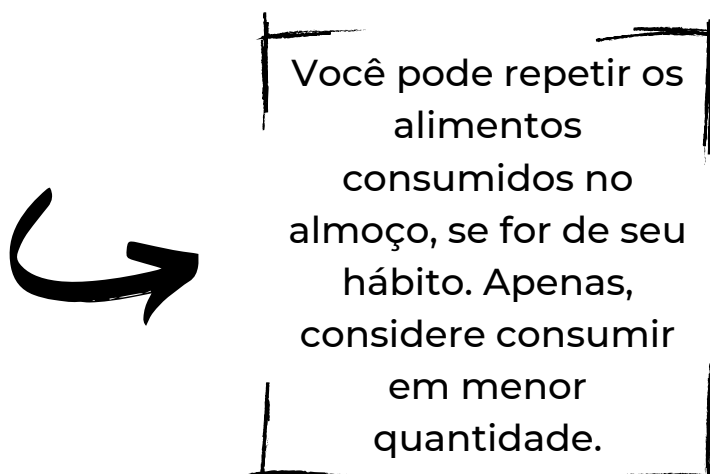 Você pode repetir os
alimentos
consumidos no
almoço, se for de seu
hábito. Apenas,
considere consumir
em menor
quantidade.